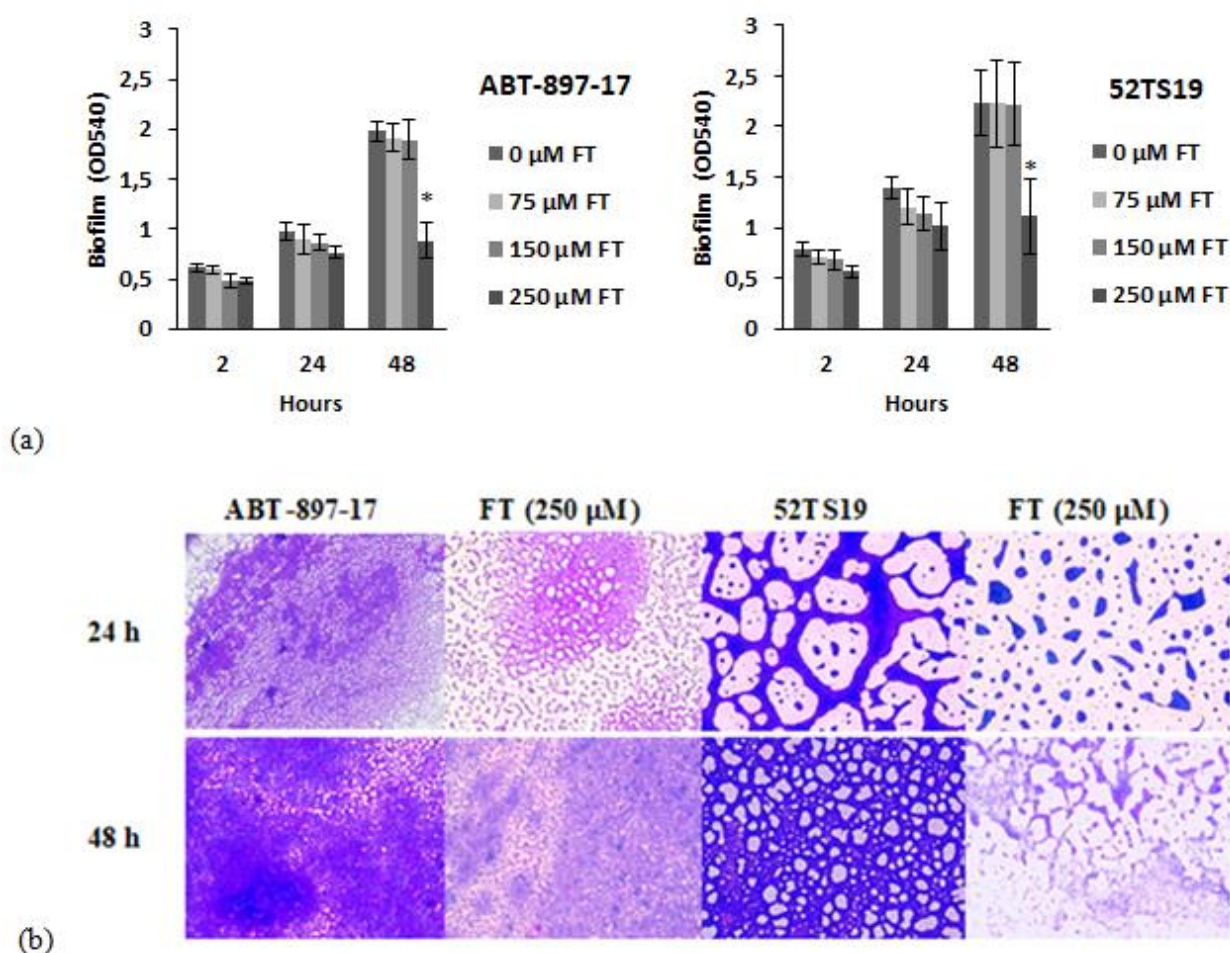 3
2,5
2
1,5
1
0,5
0
Biofilm (OD540)
2 24 48
Hours
ABT-897-17
0 µM FT
75 µM FT
150 µM FT
250 µM FT
*
3
2,5
2
1,5
1
0,5
0
Biofilm (OD540)
2 24 48
Hours
52TS19
0 µM FT
75 µM FT
150 µM FT
250 µM FT
*
(a)
ABT-897-17 FT (250 µM) 52TS19 FT (250 µM)
24 h
48 h
(b)